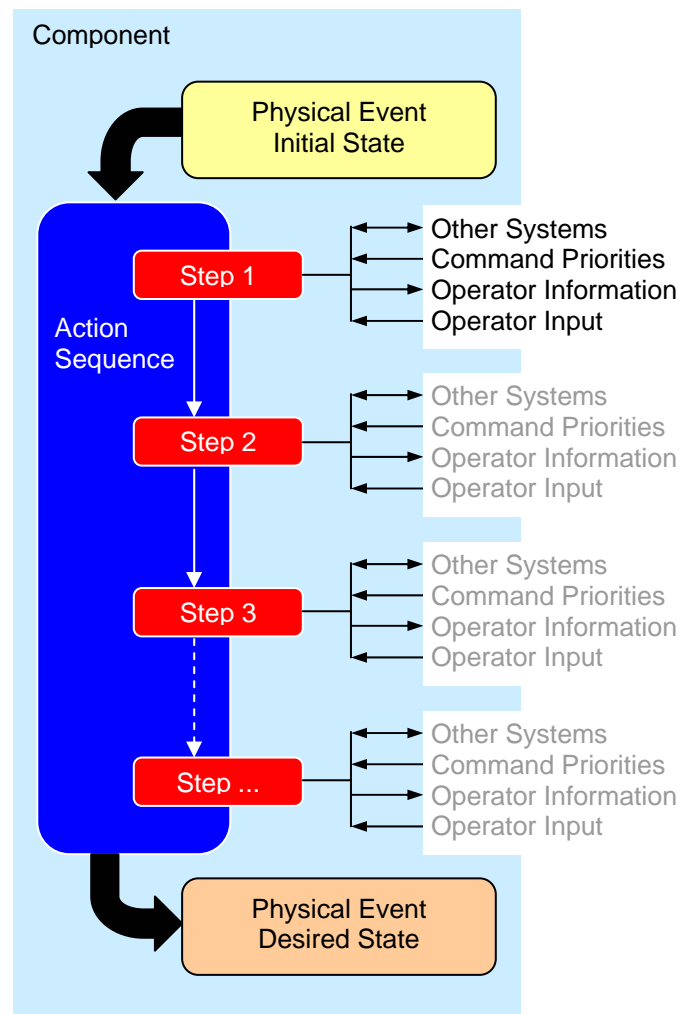 Component
Physical Event
Initial State
Action
Sequence
Step 1
Other Systems
Command Priorities
Operator Information
Operator Input
Step 2
Other Systems
Command Priorities
Operator Information
Operator Input
Step 3
Other Systems
Command Priorities
Operator Information
Operator Input
Step ...
Other Systems
Command Priorities
Operator Information
Operator Input
Physical Event
Desired State